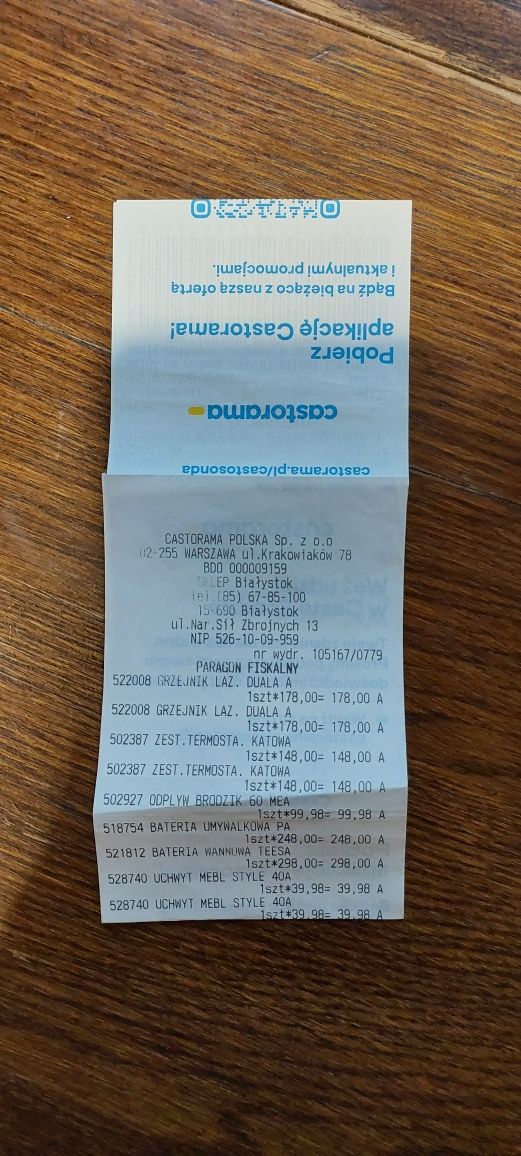 i aktualnymi promocjami.
Bądź na bieżąco z naszą ofertą
aplikację Castorama!
Pobierz
castorama
castorama.pl/castosonda
CASTORAMA POLSKA Sp. z o.o
02-255 WARSZAWA ul.Krakowiaków 78
BDO 000009159
SKLEP Białystok
tel.(85) 67-85-100
15-690 Białystok
ul.Nar.Sił Zbrojnych 13
NIP 526-10-09-959
nr wydr. 105167/0779
PARAGON FISKALNY
522008 GRZEJNIK LAZ. DUALA A
1szt*178,00= 178,00 A
522008 GRZEJNIK LAZ. DUALA A
1szt*178,00= 178,00 A
502387 ZEST.TERMOSTA. KATOWA
1szt*148,00= 148,00 A
502387 ZEST.TERMOSTA. KATOWA
1szt*148,00= 148,00 A
502927 ODPLYW BRODZIK 60 MEA
1szt*99,98= 99,98 A
518754 BATERIA UMYWALKOWA PA
1szt*248,00= 248,00 A
521812 BATERIA WANNOWA TEESA
1szt*298,00= 298,00 A
528740 UCHWYT MEBL STYLE 40A
1szt*39,98= 39,98 A
528740 UCHWYT MEBL STYLE 40A
1szt*39,98= 39,98 A